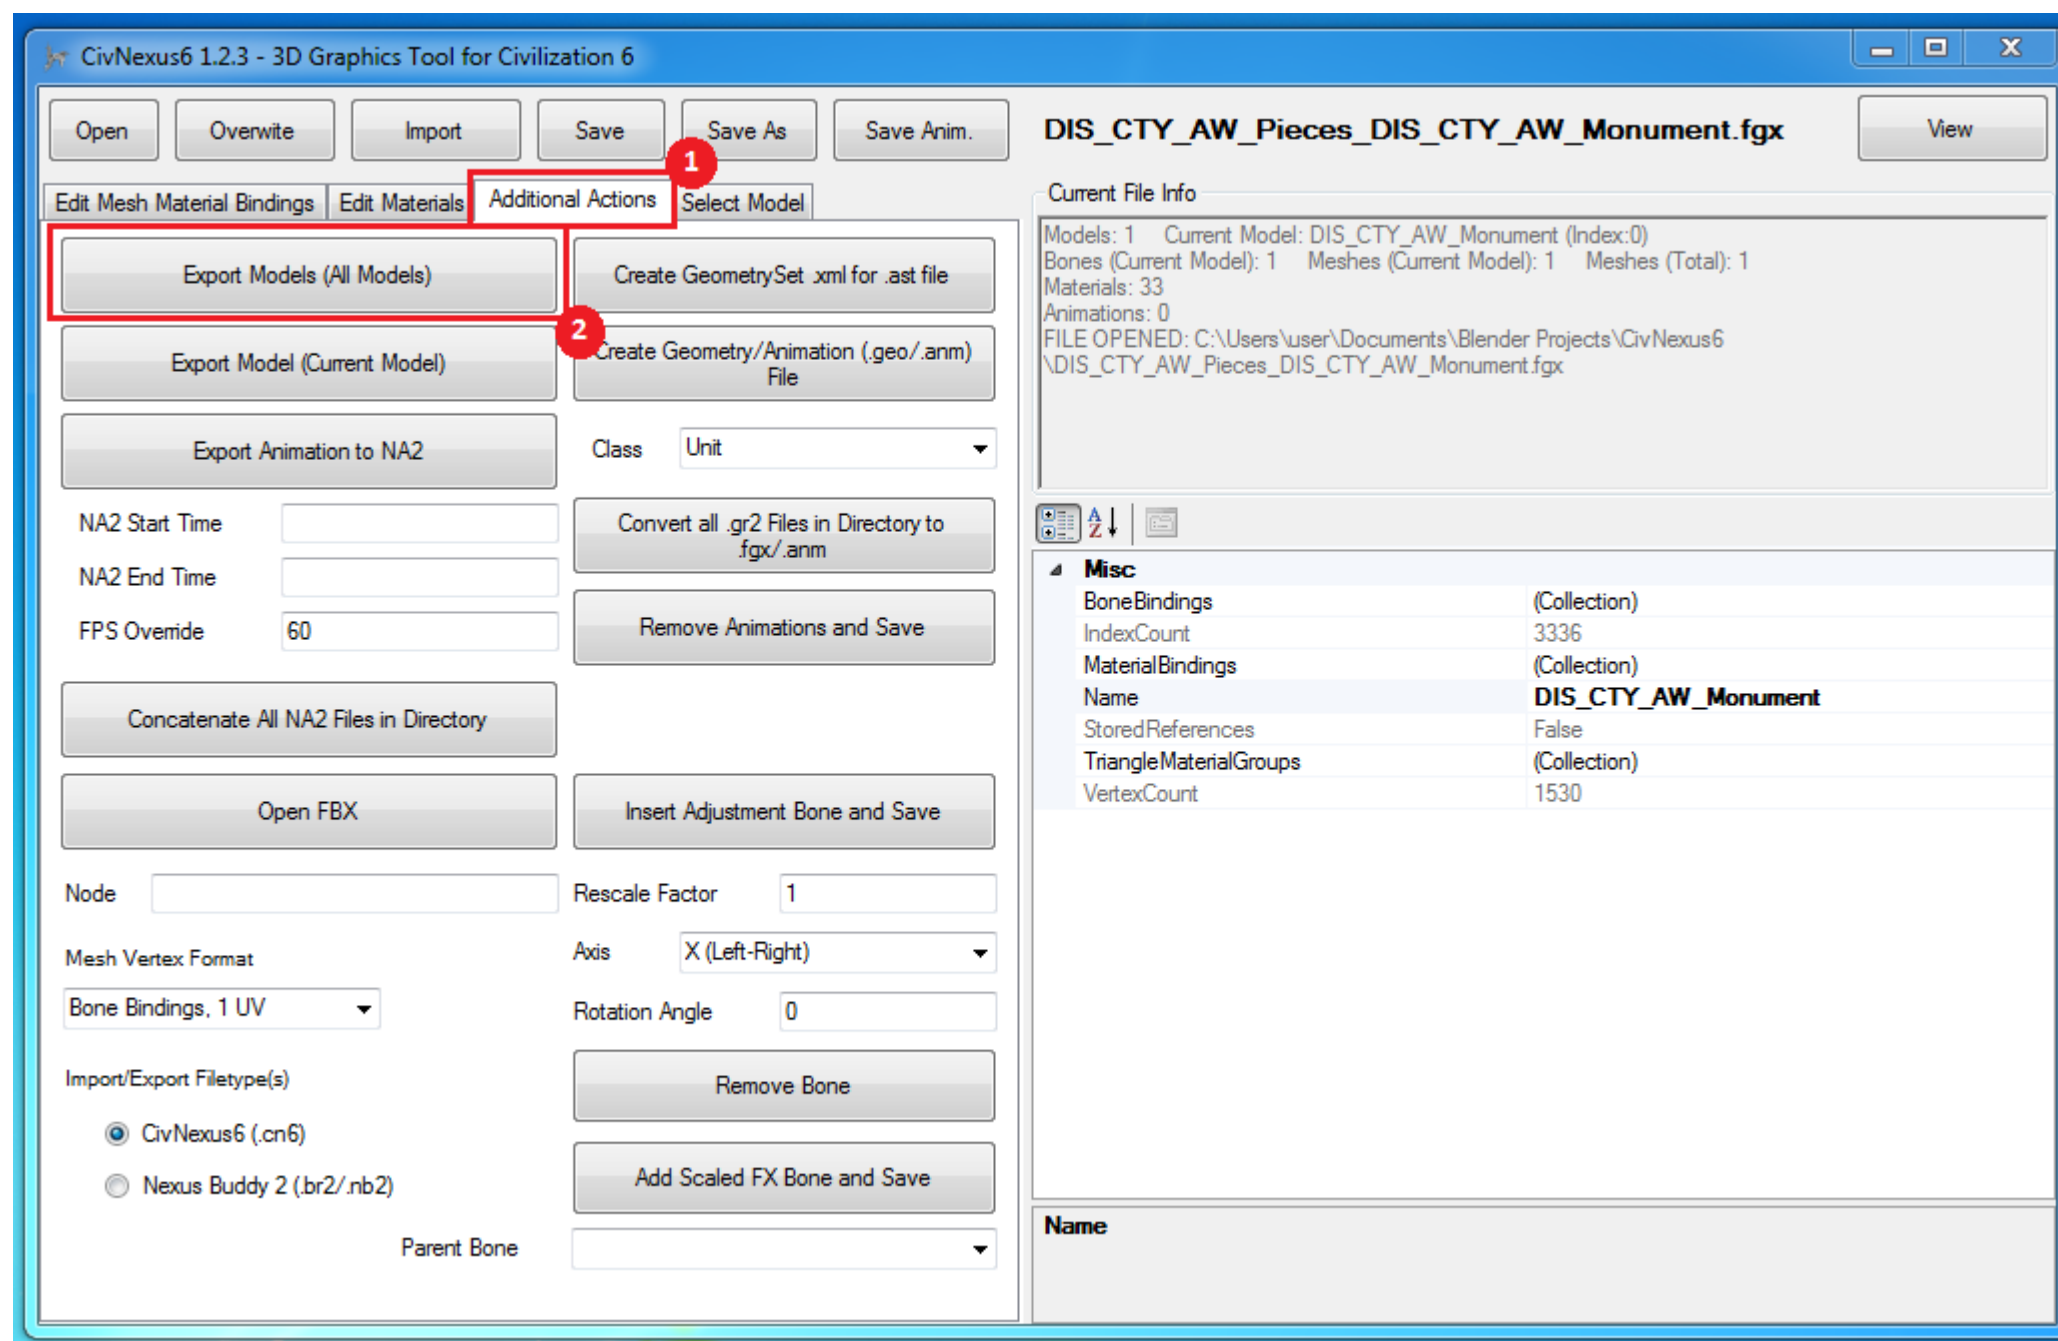 CivNexus6 1.2.3 - 3D Graphics Tool for Civilization 6
Open
Overwite
Import
Save
Save As
Save Anim.
DIS_CTY_AW_Pieces_DIS_CTY_AW_Monument.fgx
View
1
Edit Mesh Material Bindings
Edit Materials
Additional Actions
Select Model
Export Models (All Models)
Create GeometrySet .xml for .ast file
2
Export Model (Current Model)
Create Geometry/Animation (.geo/.anm)
File
Export Animation to NA2
Class
Unit
NA2 Start Time
Convert all .gr2 Files in Directory to
.fgx/.anm
NA2 End Time
FPS Override
60
Remove Animations and Save
Concatenate All NA2 Files in Directory
Open FBX
Insert Adjustment Bone and Save
Node
Rescale Factor
1
Mesh Vertex Format
Axis
X (Left-Right)
Bone Bindings, 1 UV
Rotation Angle
0
Import/Export Filetype(s)
Remove Bone
CivNexus6 (.cn6)
Nexus Buddy 2 (.br2/.nb2)
Add Scaled FX Bone and Save
Parent Bone
Current File Info
Models: 1 Current Model: DIS_CTY_AW_Monument (Index:0)
Bones (Current Model): 1 Meshes (Current Model): 1 Meshes (Total): 1
Materials: 33
Animations: 0
FILE OPENED: C:\Users\user\Documents\Blender Projects\CivNexus6
\DIS_CTY_AW_Pieces_DIS_CTY_AW_Monument.fgx
Misc
BoneBindings (Collection)
IndexCount 3336
MaterialBindings (Collection)
Name DIS_CTY_AW_Monument
StoredReferences False
TriangleMaterialGroups (Collection)
VertexCount 1530
Name